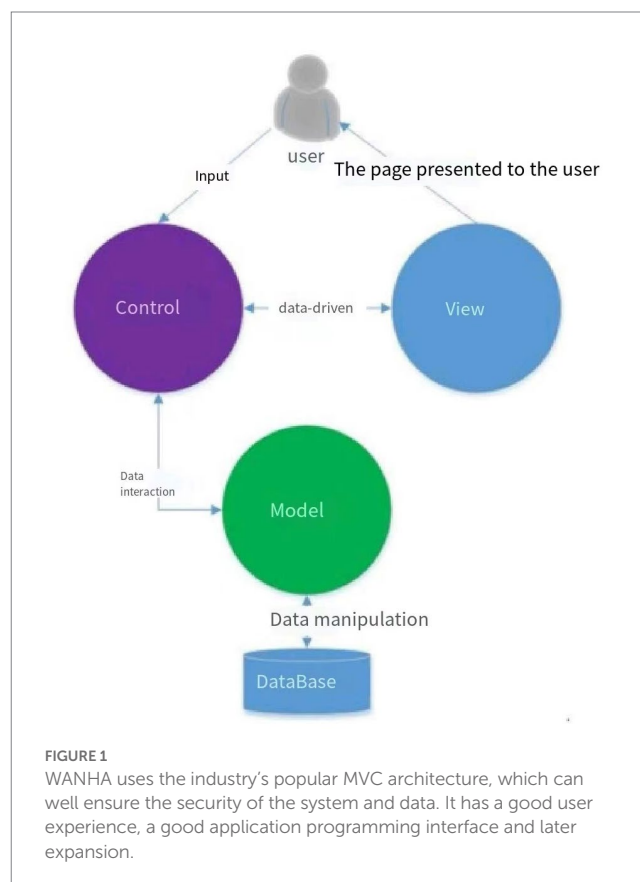 user
The page presented to the user
Input
Control
data-driven
View
Data
interaction
Model
Data manipulation
DataBase
FIGURE 1
WANHA uses the industry's popular MVC architecture, which can
well ensure the security of the system and data. It has a good user
experience, a good application programming interface and later
expansion.